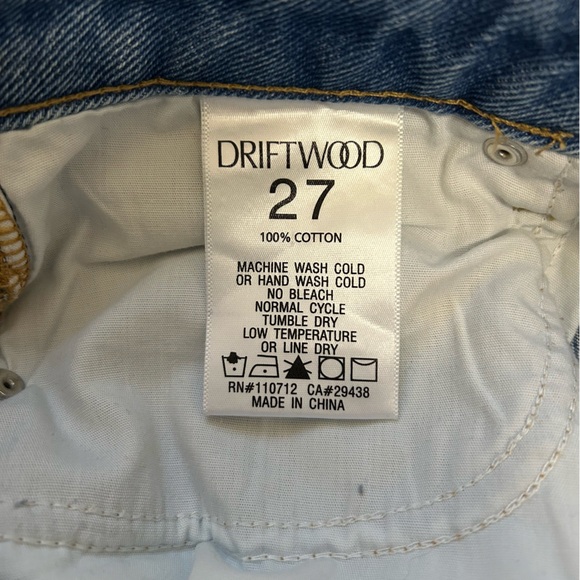 DRIFTWOOD
27
100% COTTON
MACHINE WASH COLD
OR HAND WASH COLD
NO BLEACH
NORMAL CYCLE
TUMBLE DRY
LOW TEMPERATURE
OR LINE DRY
RN#110712 CA#29438
MADE IN CHINA